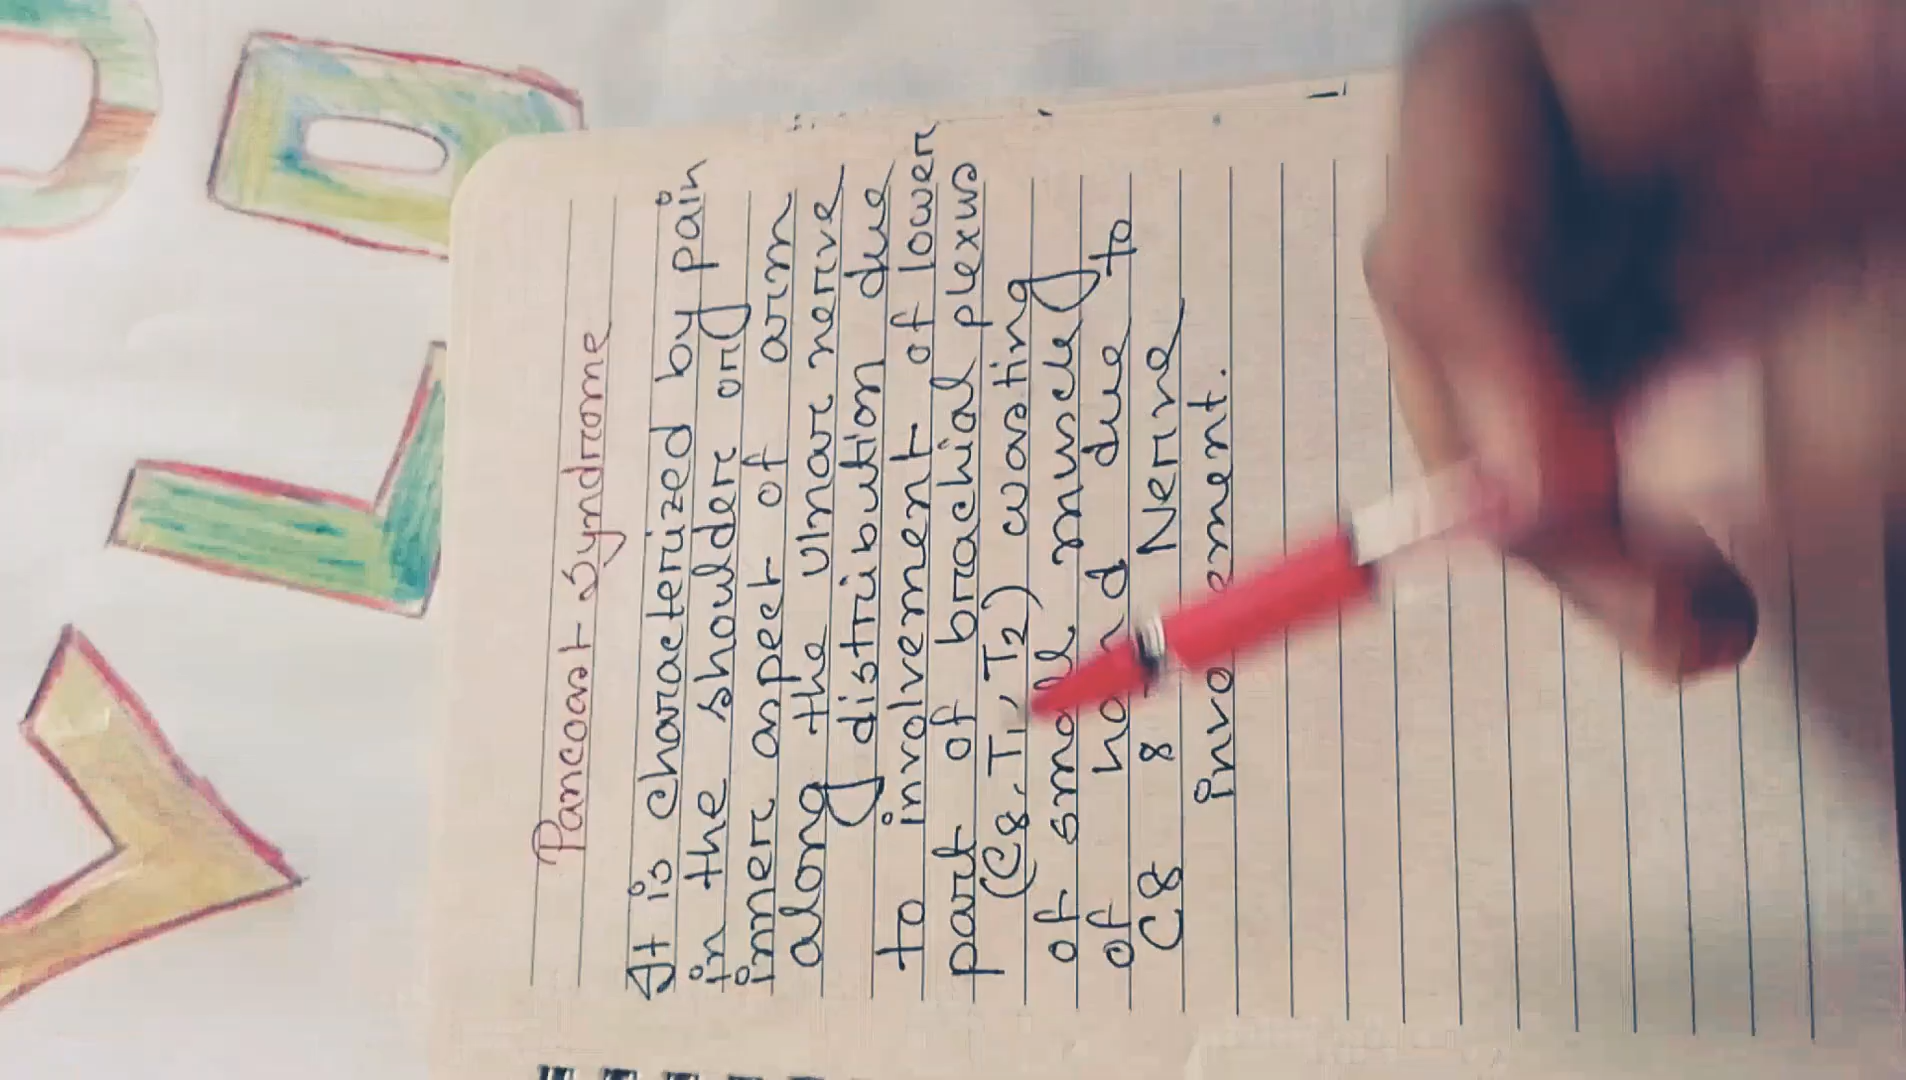 Pancoast Syndrome
It is characterized by pain
in the shoulder and
inner aspect of arm
along the ulnar nerve
distribution due
to involvement of lower
part of brachial plexus
(C8, T1, T2) wasting
of small muscle
of hand due to
C8 8 Nerve
ement.